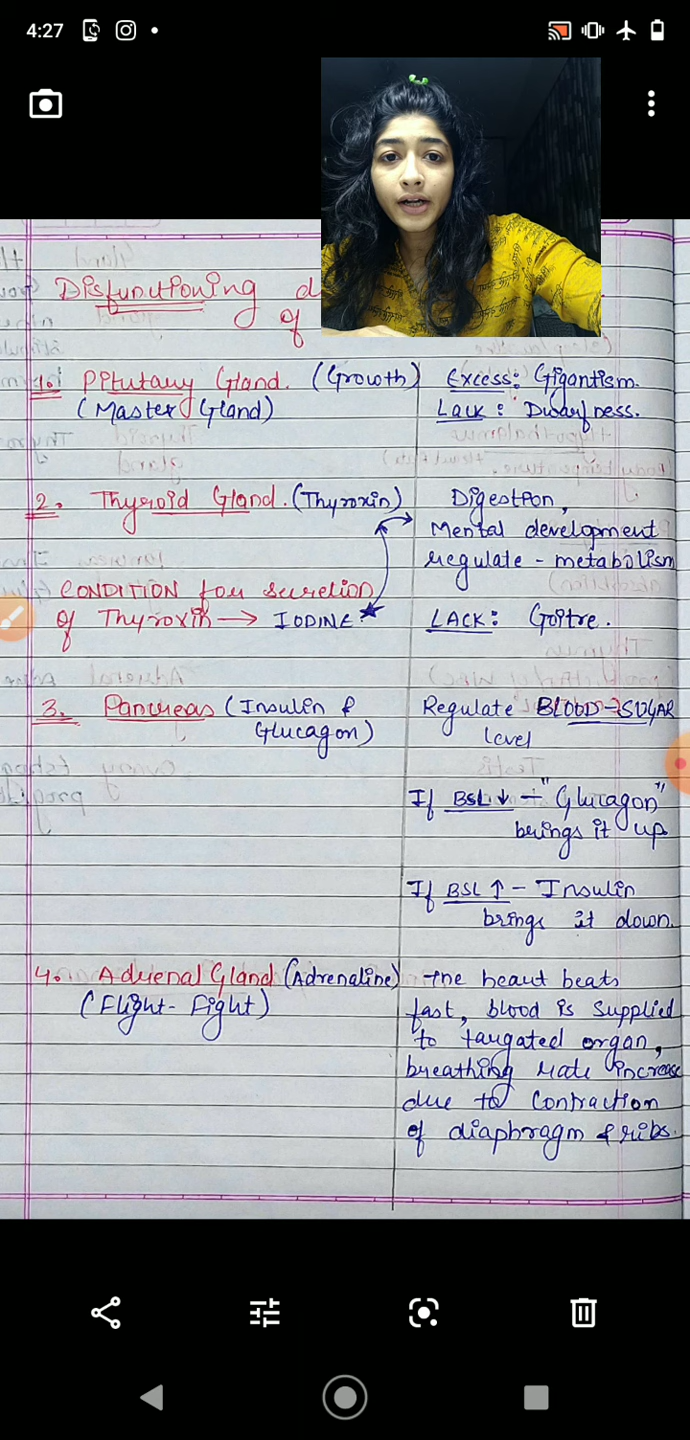 4:27
Disfunctioning d
of
1. Pitutary Gland. (Growth) Excess: Gigantism.
(Master Gland) Lack: Dwarfness.
2. Thyroid Gland. (Thyroxin) Digestion,
Mental development
regulate - metabolism
CONDITION for secretion
of Thyroxin → IODINE ★ LACK: Goitre.
3. Pancreas (Insulin & Regulate BLOOD-SUGAR
Glucagon) level
If BSL ↓ - "Glucagon"
brings it up
If BSL ↑ - Insulin
brings it down.
4. Adrenal Gland (Adrenaline) The heart beats
(Flight - Fight) fast, blood is supplied
to targated organ,
breathing rate increase
due to contraction
of diaphragm & ribs.